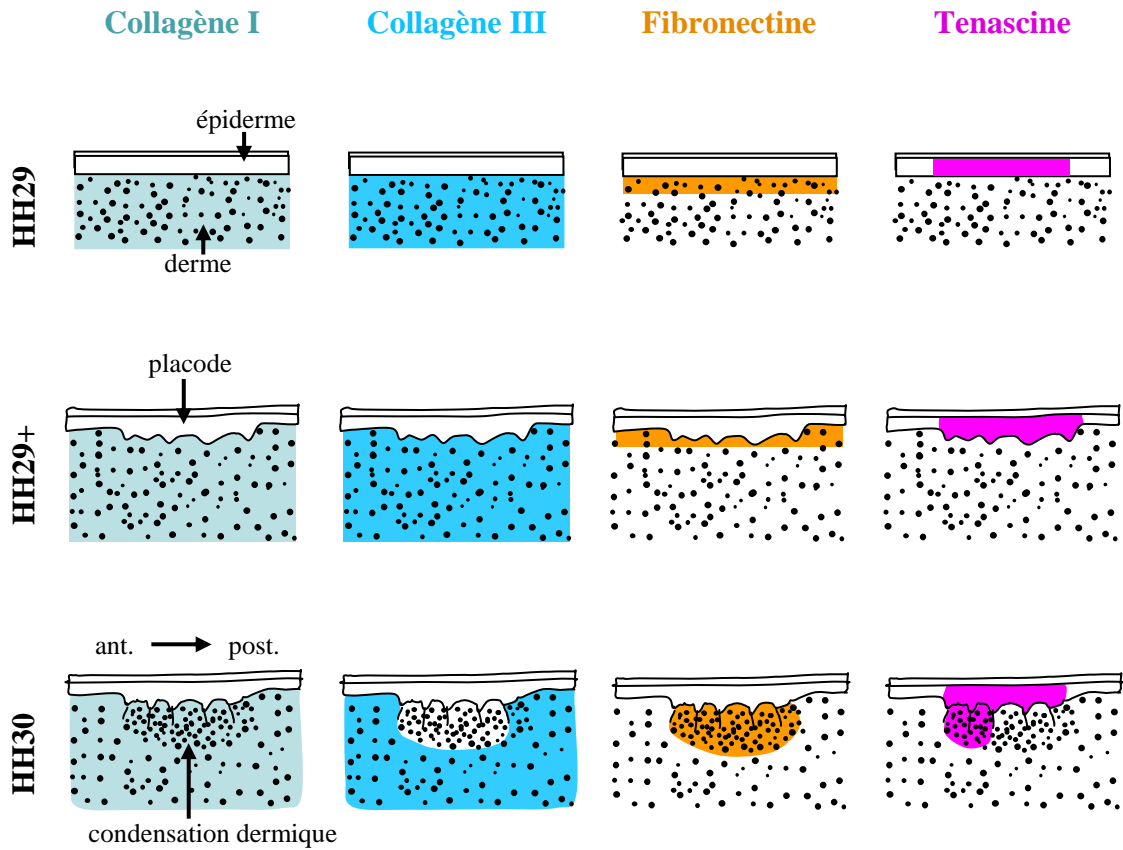 Collagène I
Collagène III
Fibronectine
Tenascine
HH29
épiderme
derme
HH29+
placode
HH30
ant.
post.
condensation dermique